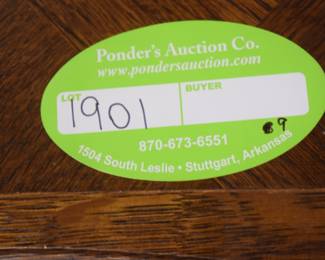 Ponder's Auction Co.
www.pondersauction.com
LOT
BUYER
1901
870-673-6551
1504 South Leslie • Stuttgart, Arkansas